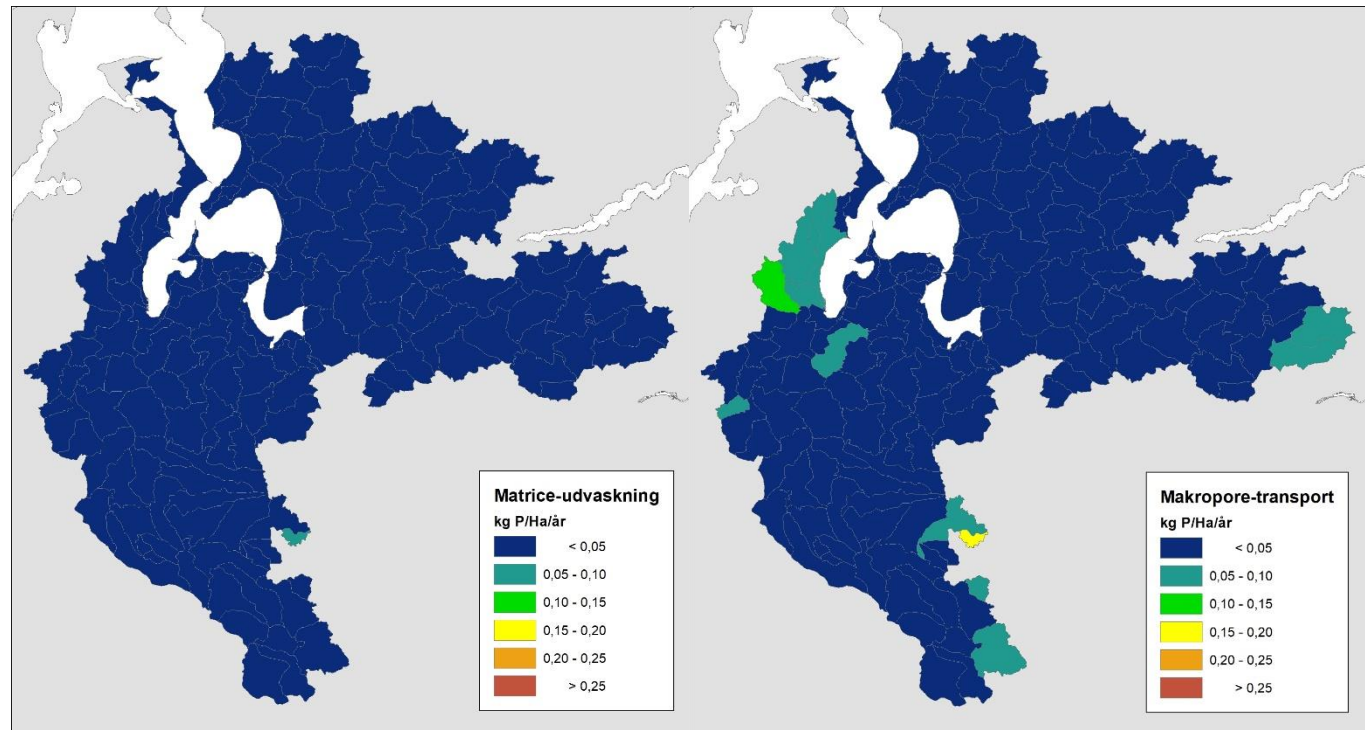 Matrice-udvaskning
kg P/Ha/år
< 0,05
0,05 - 0,10
0,10 - 0,15
0,15 - 0,20
0,20 - 0,25
> 0,25
Makropore-transport
kg P/Ha/år
< 0,05
0,05 - 0,10
0,10 - 0,15
0,15 - 0,20
0,20 - 0,25
> 0,25